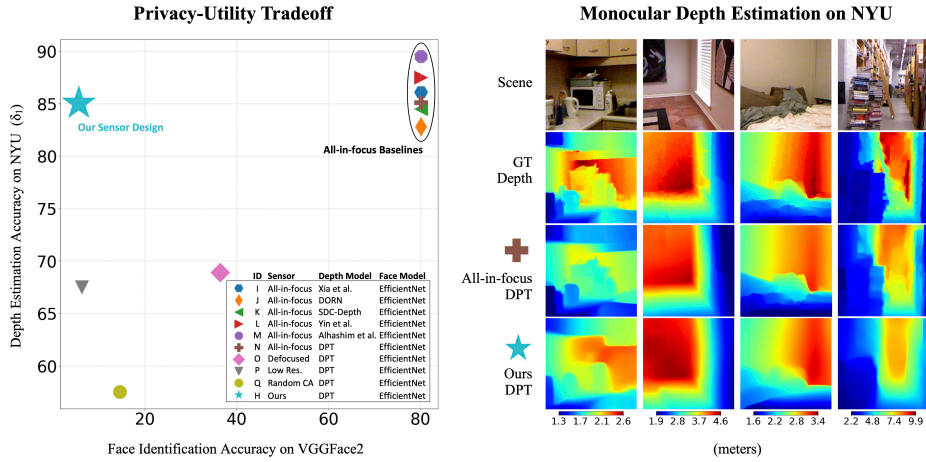 Privacy-Utility Tradeoff
Depth Estimation Accuracy on NYU (δ₁)
90
85
80
75
70
65
60
Our Sensor Design
All-in-focus Baselines
ID Sensor Depth Model Face Model
I All-in-focus Xia et al. EfficientNet
J All-in-focus DORN EfficientNet
K All-in-focus SDC-Depth EfficientNet
L All-in-focus Yin et al. EfficientNet
M All-in-focus Alhashim et al. EfficientNet
N All-in-focus DPT EfficientNet
O Defocused DPT EfficientNet
P Low Res. DPT EfficientNet
Q Random CA DPT EfficientNet
H Ours DPT EfficientNet
20 40 60 80
Face Identification Accuracy on VGGFace2
Monocular Depth Estimation on NYU
Scene
GT
Depth
All-in-focus
DPT
Ours
DPT
1.3 1.7 2.1 2.6 1.9 2.8 3.7 4.6 1.6 2.2 2.8 3.4 2.2 4.8 7.4 9.9
(meters)